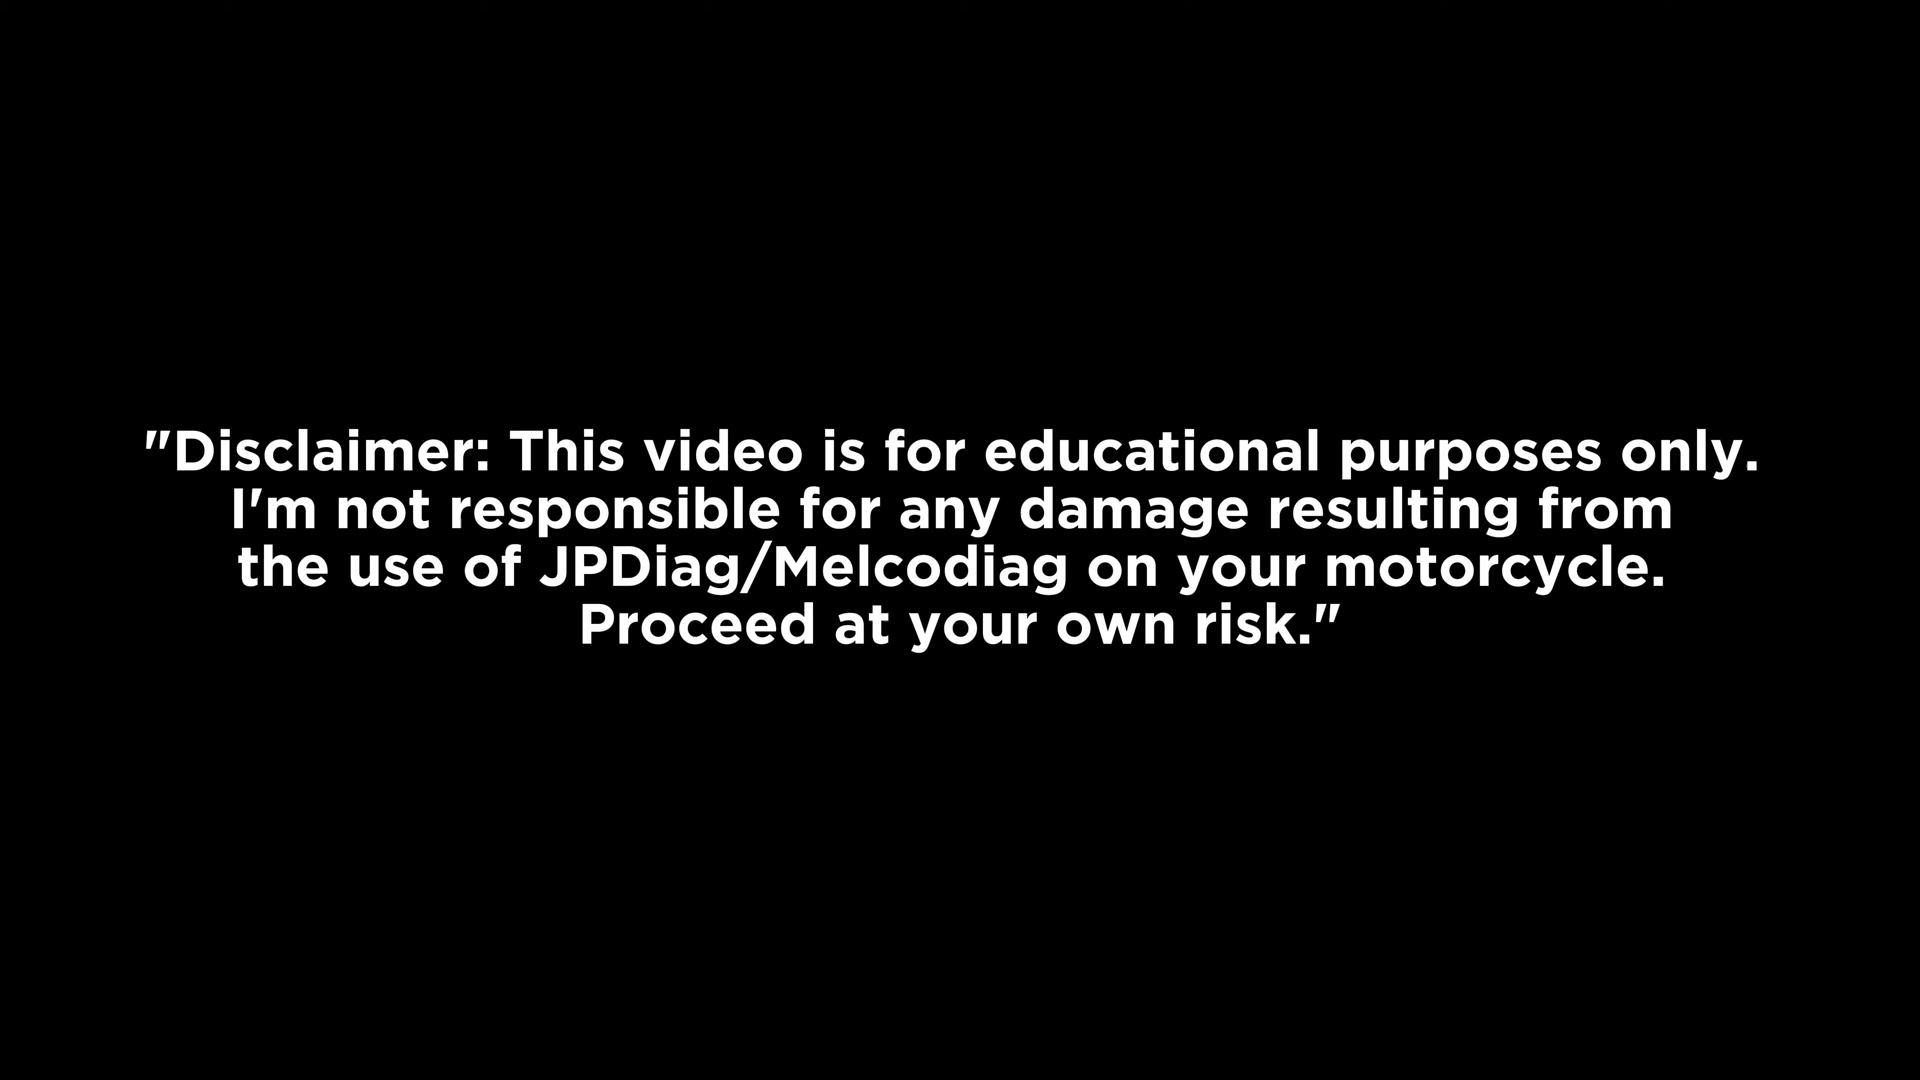 "Disclaimer: This video is for educational purposes only.
I'm not responsible for any damage resulting from
the use of JPDiag/Melcodiag on your motorcycle.
Proceed at your own risk."